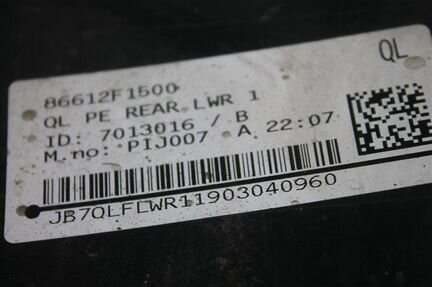 86612F1500 QL
QL PE REAR LWR 1
ID: 7013016 / B
M.no: PIJ007 / A 22:07
JB7QLFLWR11903040960